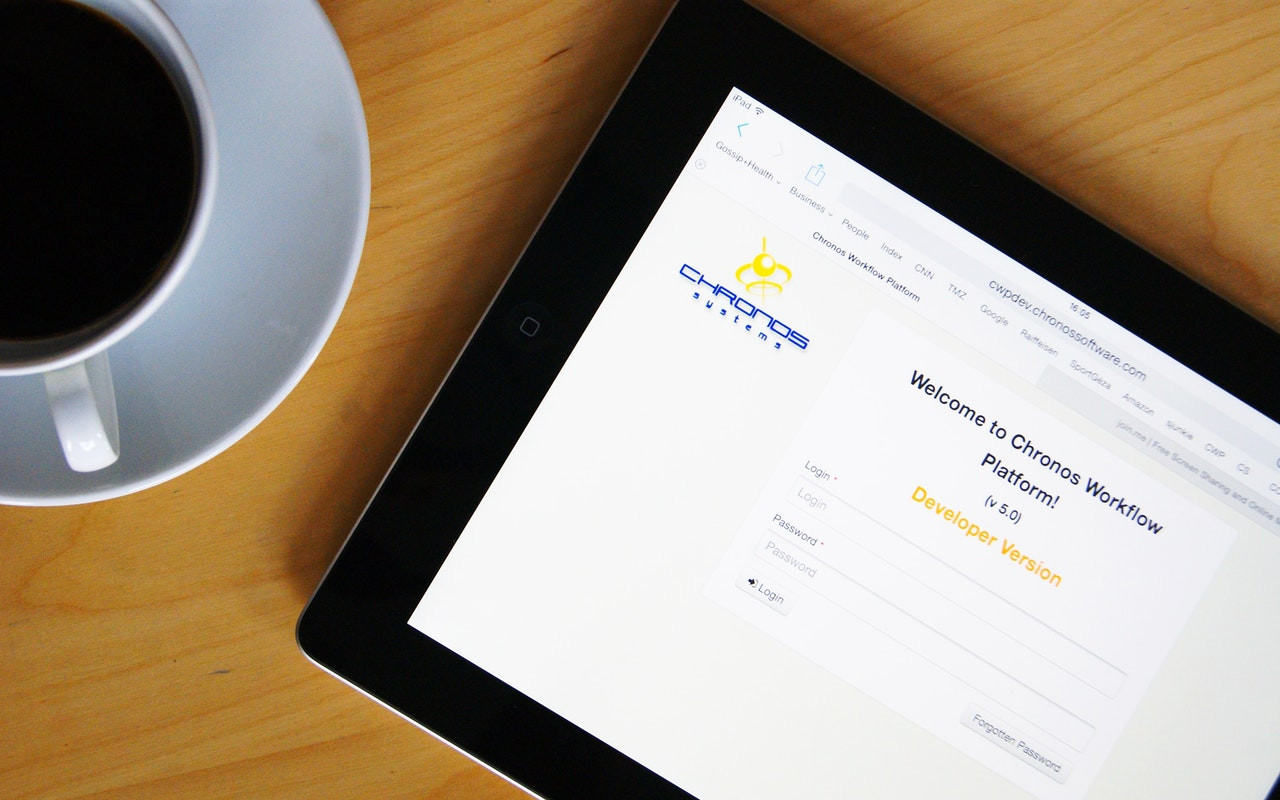 iPad
16:05
cwpdev.chronossoftware.com
Gossip+Health Business People Index CNN TMZ Google Raiffeisen SportGéza Amazon sjunkie CWP CS
Chronos Workflow Platform
join.me | Free Screen Sharing and Online
CHRONOS
systems
Welcome to Chronos Workflow
Platform!
(v 5.0)
Developer Version
Login *
Login
Password *
Password
Login
Forgotten Password